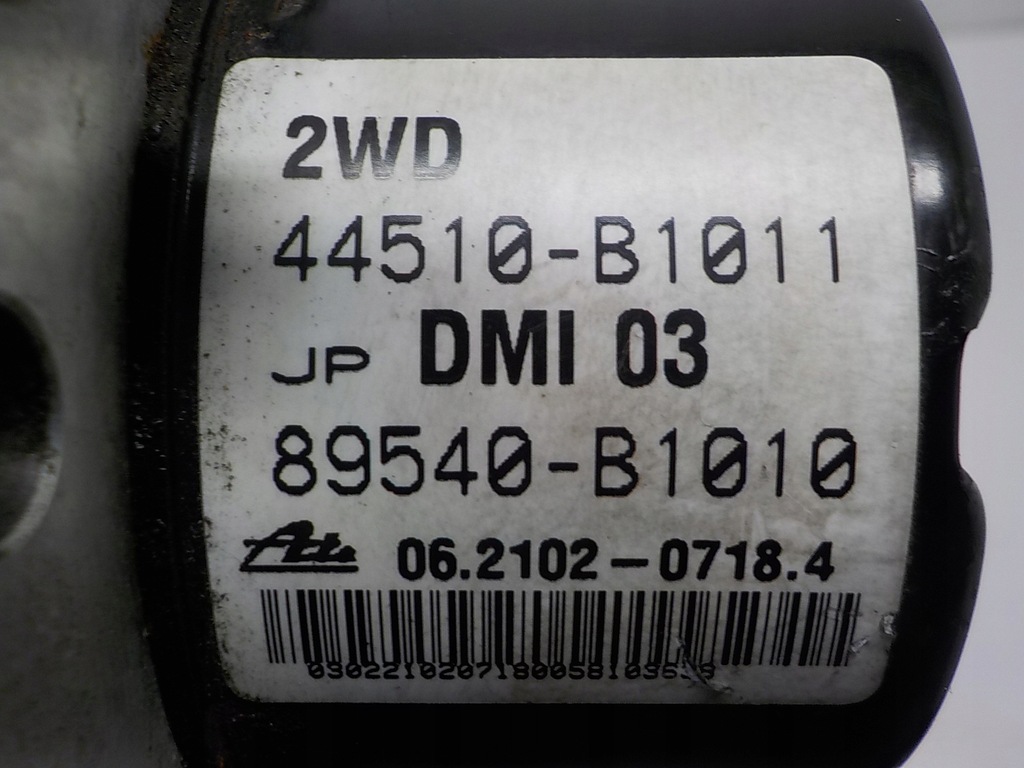 2WD
44510-B1011
JP DMI 03
89540-B1010
Ate 06.2102-0718.4